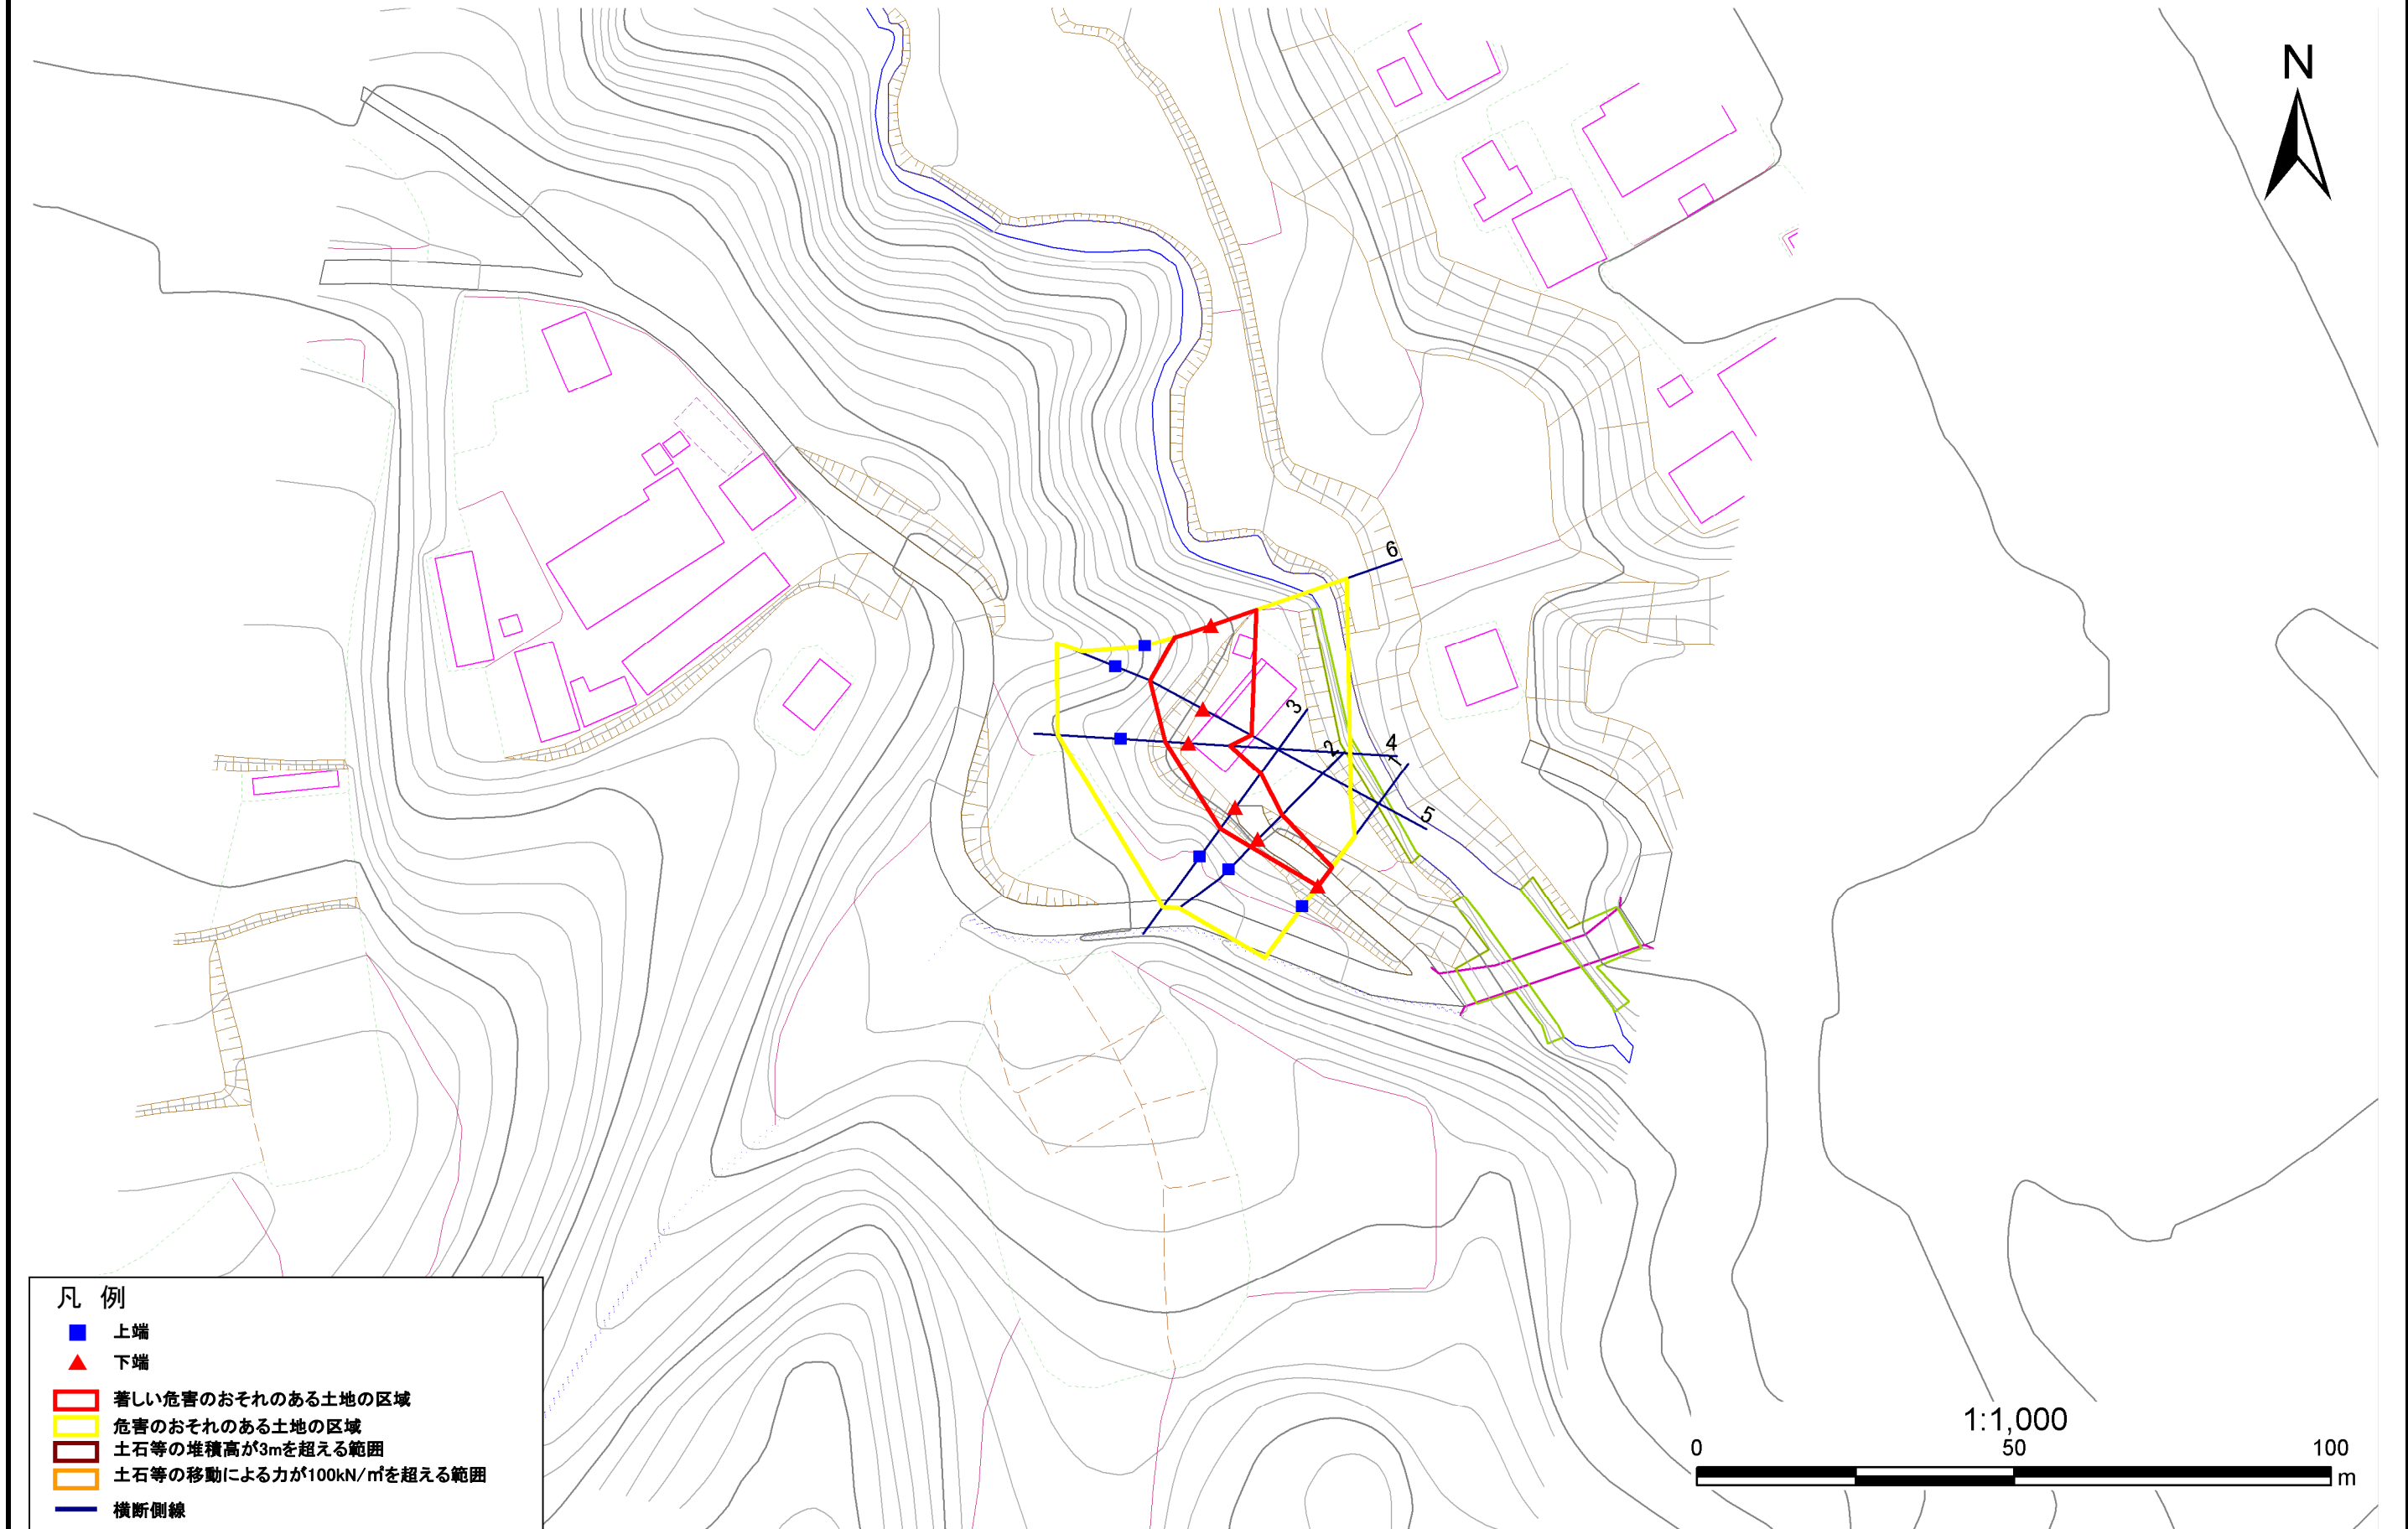 N
6
3
2
4
1
5
凡 例
上端
下端
著しい危害のおそれのある土地の区域
危害のおそれのある土地の区域
土石等の堆積高が3mを超える範囲
土石等の移動による力が100kN/㎡を超える範囲
横断側線
1:1,000
0 50 100
m